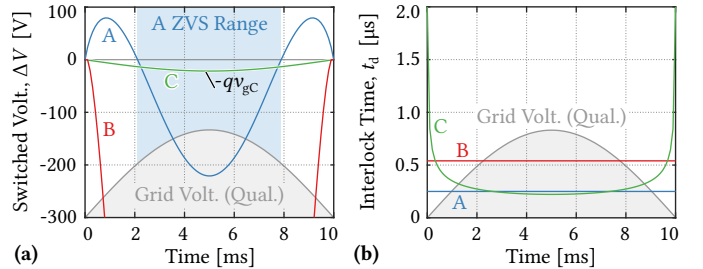 100
0
-100
-200
-300
Switched Volt., ΔV [V]
A
A ZVS Range
C
-qv_gC
B
Grid Volt. (Qual.)
0 2 4 6 8 10
Time [ms]
(a)
2.0
1.5
1.0
0.5
0
Interlock Time, t_d [µs]
C
Grid Volt. (Qual.)
B
A
0 2 4 6 8 10
Time [ms]
(b)